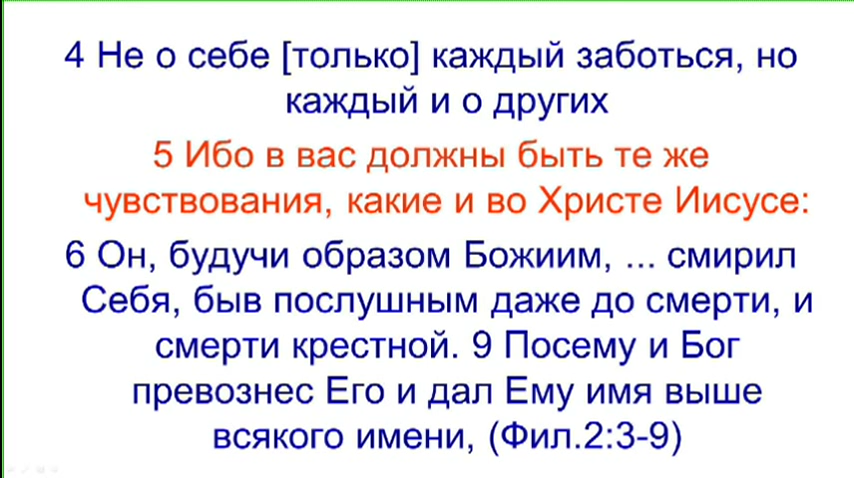 4 Не о себе [только] каждый заботься, но
каждый и о других
5 Ибо в вас должны быть те же
чувствования, какие и во Христе Иисусе:
6 Он, будучи образом Божиим, ... смирил
Себя, быв послушным даже до смерти, и
смерти крестной. 9 Посему и Бог
превознес Его и дал Ему имя выше
всякого имени, (Фил.2:3-9)